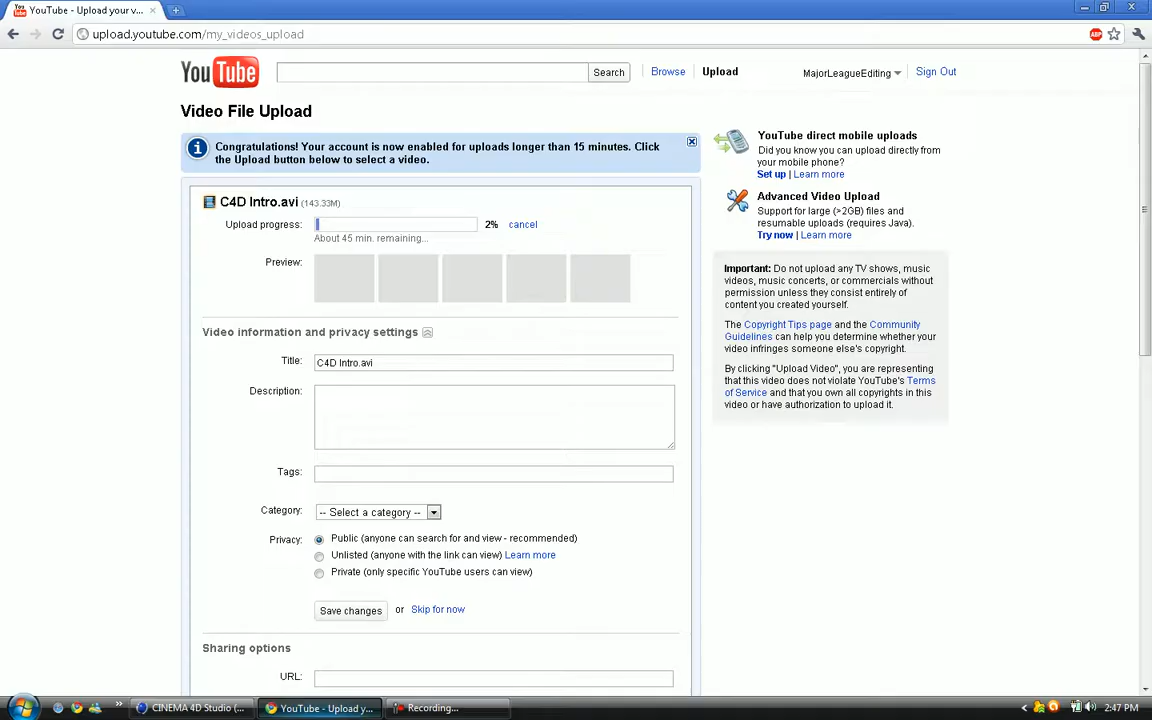 YouTube - Upload your v...
upload.youtube.com/my_videos_upload
ABP
YouTube
Search
Browse
Upload
MajorLeagueEditing
Sign Out
Video File Upload
Congratulations! Your account is now enabled for uploads longer than 15 minutes. Click
the Upload button below to select a video.
C4D Intro.avi (143.33M)
Upload progress:
2%
cancel
About 45 min. remaining...
Preview:
Video information and privacy settings
Title:
C4D Intro.avi
Description:
Tags:
Category:
-- Select a category --
Privacy:
Public (anyone can search for and view - recommended)
Unlisted (anyone with the link can view) Learn more
Private (only specific YouTube users can view)
Save changes
or
Skip for now
Sharing options
URL:
YouTube direct mobile uploads
Did you know you can upload directly from
your mobile phone?
Set up | Learn more
Advanced Video Upload
Support for large (>2GB) files and
resumable uploads (requires Java).
Try now | Learn more
Important: Do not upload any TV shows, music
videos, music concerts, or commercials without
permission unless they consist entirely of
content you created yourself.
The Copyright Tips page and the Community
Guidelines can help you determine whether your
video infringes someone else's copyright.
By clicking "Upload Video", you are representing
that this video does not violate YouTube's Terms
of Service and that you own all copyrights in this
video or have authorization to upload it.
CINEMA 4D Studio (...
YouTube - Upload y...
Recording...
2:47 PM